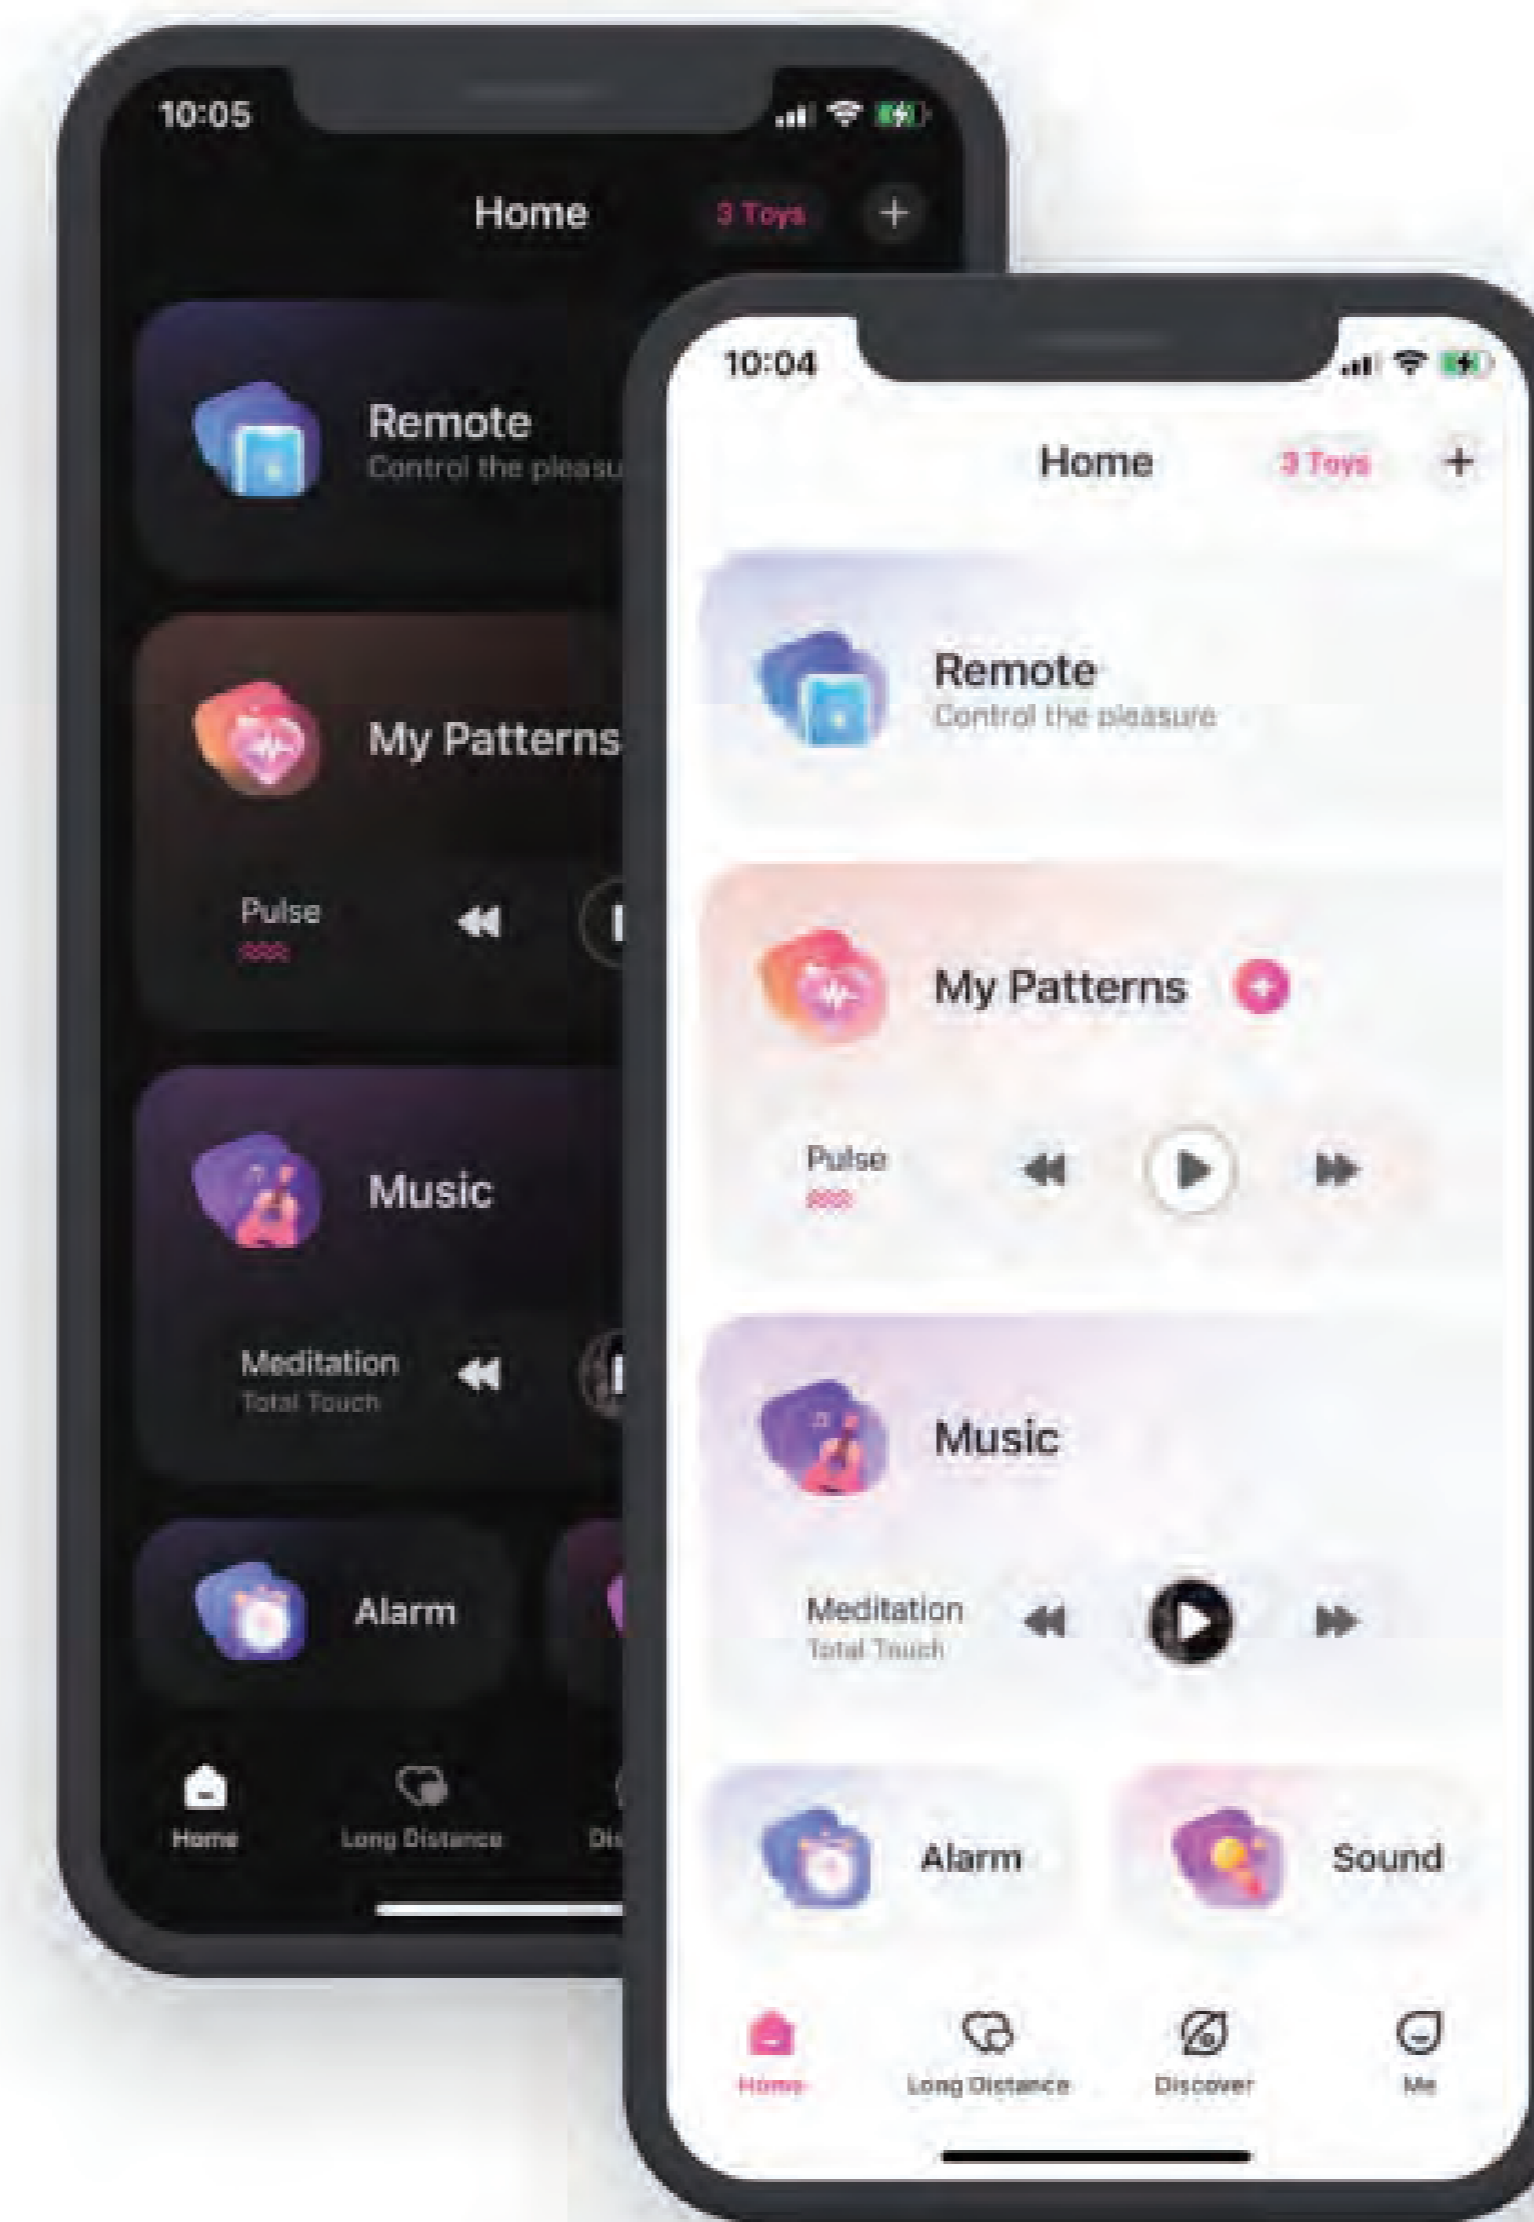 10:05
Home
3 Toys
Remote
Control the pleasu
My Patterns
Pulse
Music
Meditation
Total Touch
Alarm
Home
Long Distance
Dis
10:04
Home
3 Toys
Remote
Control the pleasure
My Patterns
Pulse
Music
Meditation
Total Touch
Alarm
Sound
Home
Long Distance
Discover
Me